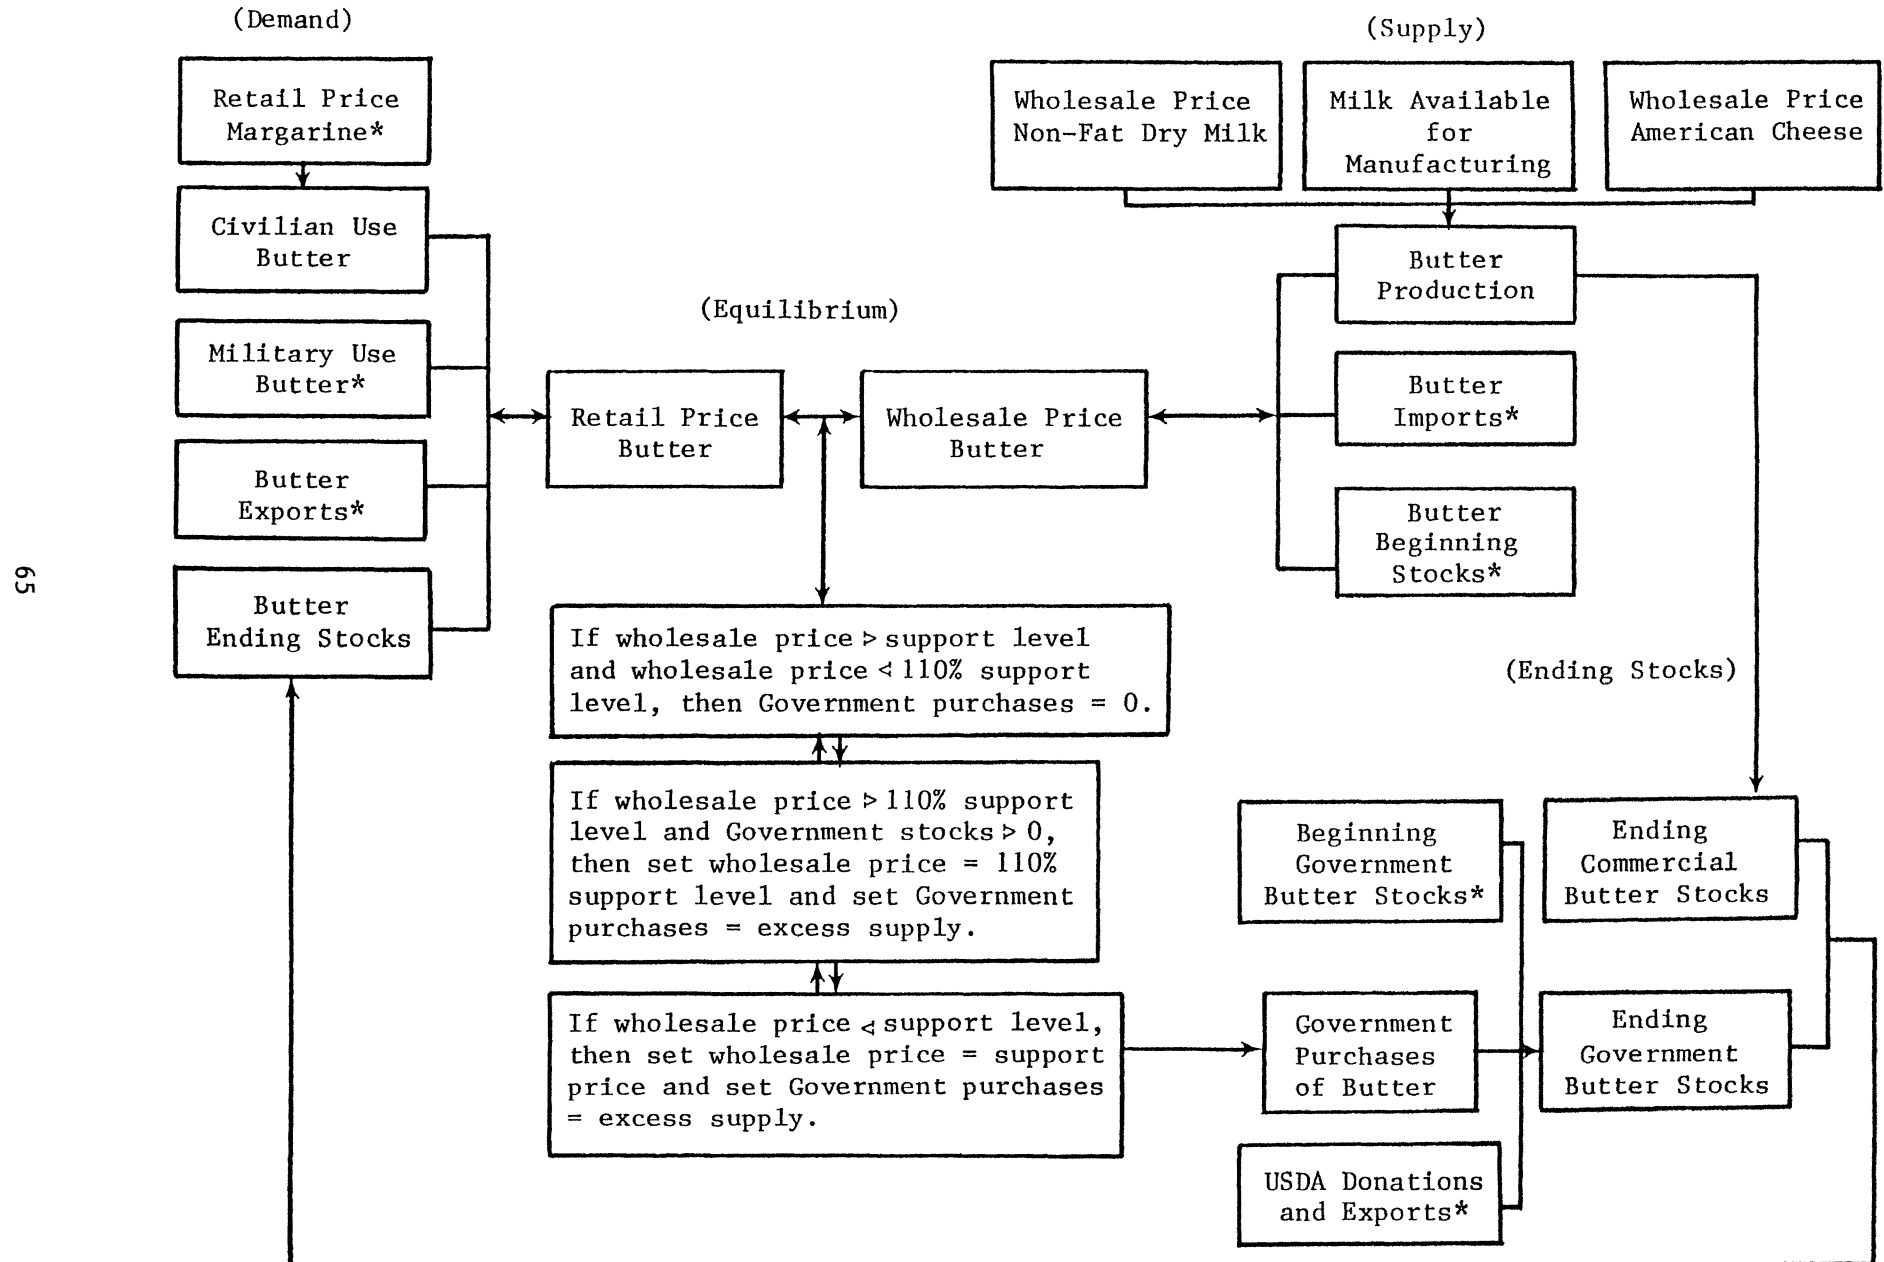 (Demand)
Retail Price
Margarine*
Civilian Use
Butter
Military Use
Butter*
Butter
Exports*
Butter
Ending Stocks
(Equilibrium)
Retail Price
Butter
Wholesale Price
Butter
If wholesale price > support level
and wholesale price < 110% support
level, then Government purchases = 0.
If wholesale price > 110% support
level and Government stocks > 0,
then set wholesale price = 110%
support level and set Government
purchases = excess supply.
If wholesale price < support level,
then set wholesale price = support
price and set Government purchases
= excess supply.
(Supply)
Wholesale Price
Non-Fat Dry Milk
Milk Available
for
Manufacturing
Wholesale Price
American Cheese
Butter
Production
Butter
Imports*
Butter
Beginning
Stocks*
(Ending Stocks)
Beginning
Government
Butter Stocks*
Ending
Commercial
Butter Stocks
Government
Purchases
of Butter
Ending
Government
Butter Stocks
USDA Donations
and Exports*
65